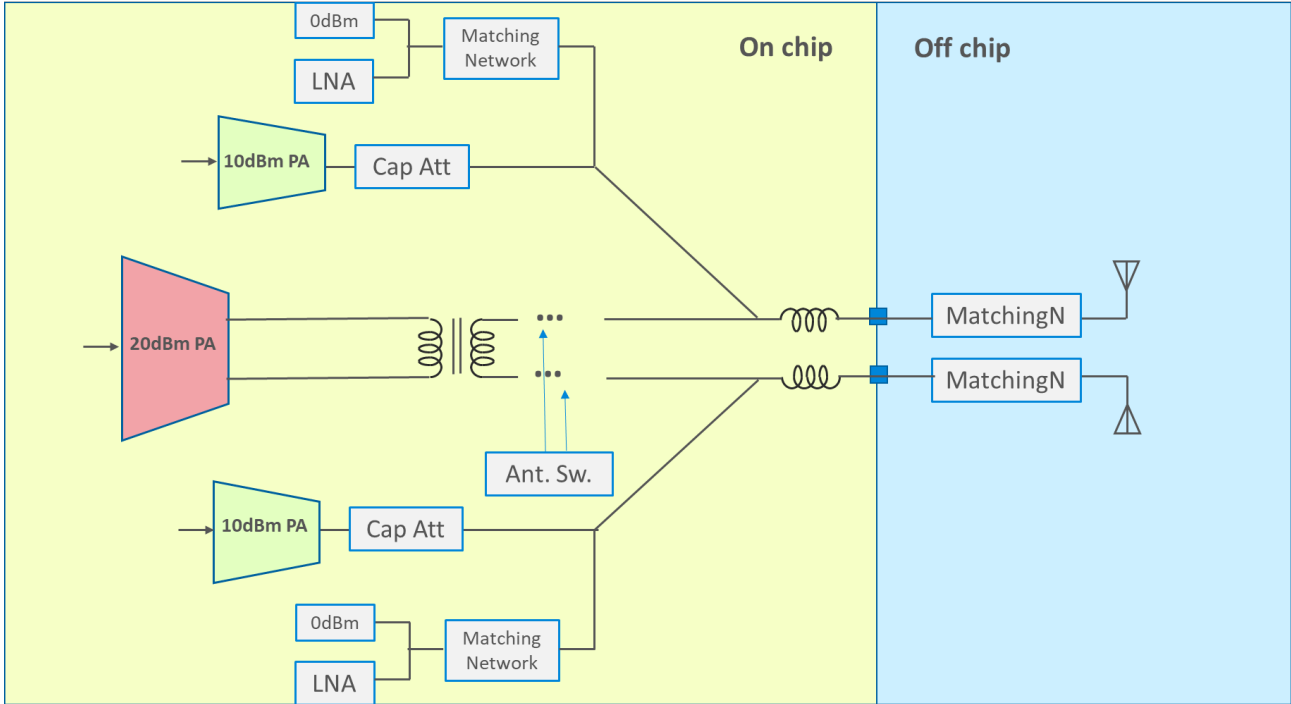 0dBm
Matching
Network
LNA
On chip
Off chip
10dBm PA
Cap Att
20dBm PA
MatchingN
MatchingN
Ant. Sw.
10dBm PA
Cap Att
0dBm
Matching
Network
LNA